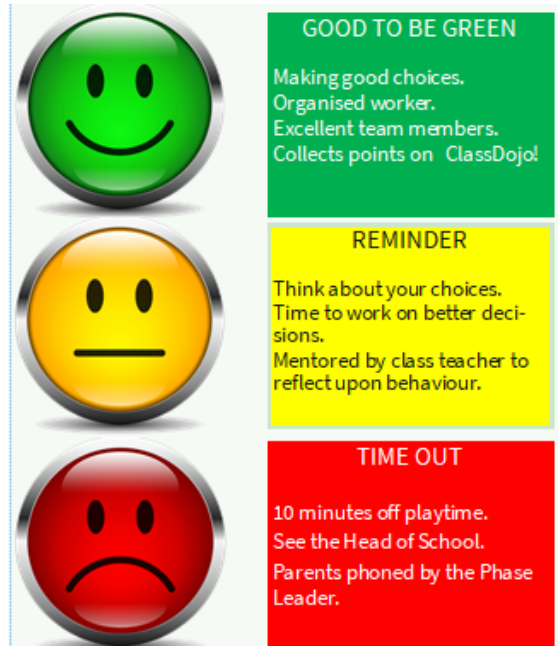 GOOD TO BE GREEN
Making good choices.
Organised worker.
Excellent team members.
Collects points on ClassDojo!
REMINDER
Think about your choices.
Time to work on better deci-
sions.
Mentored by class teacher to
reflect upon behaviour.
TIME OUT
10 minutes off playtime.
See the Head of School.
Parents phoned by the Phase
Leader.